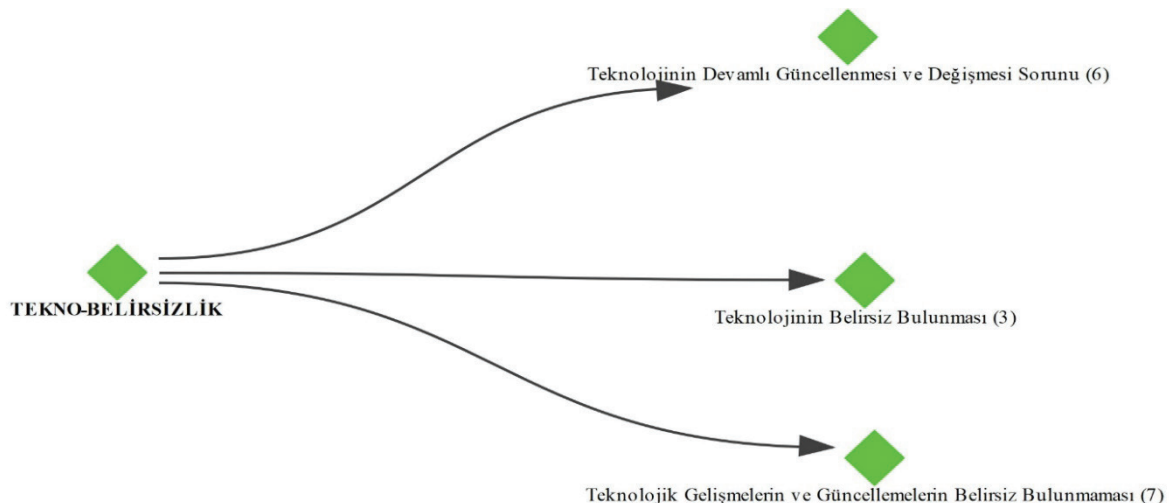 Teknolojinin Devamlı Güncellenmesi ve Değişmesi Sorunu (6)
TEKNO-BELİRSİZLİK
Teknolojinin Belirsiz Bulunması (3)
Teknolojik Gelişmelerin ve Güncellemelerin Belirsiz Bulunmaması (7)